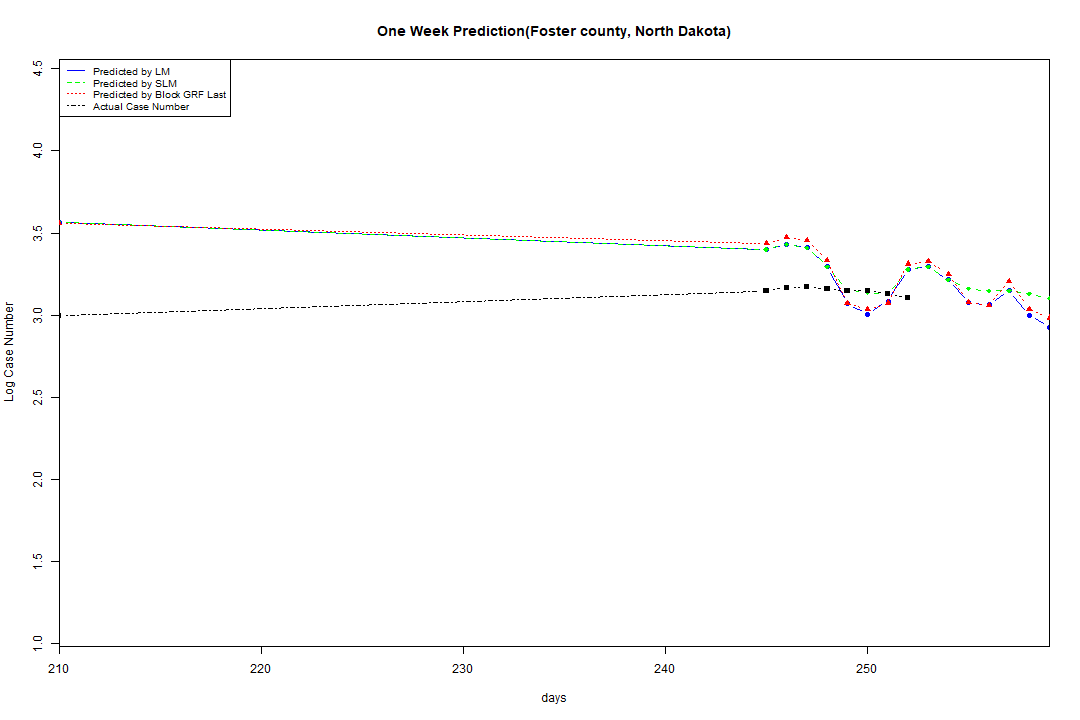 One Week Prediction(Foster county, North Dakota)
Predicted by LM
Predicted by SLM
Predicted by Block GRF Last
Actual Case Number
Log Case Number
4.5
4.0
3.5
3.0
2.5
2.0
1.5
1.0
210 220 230 240 250
days